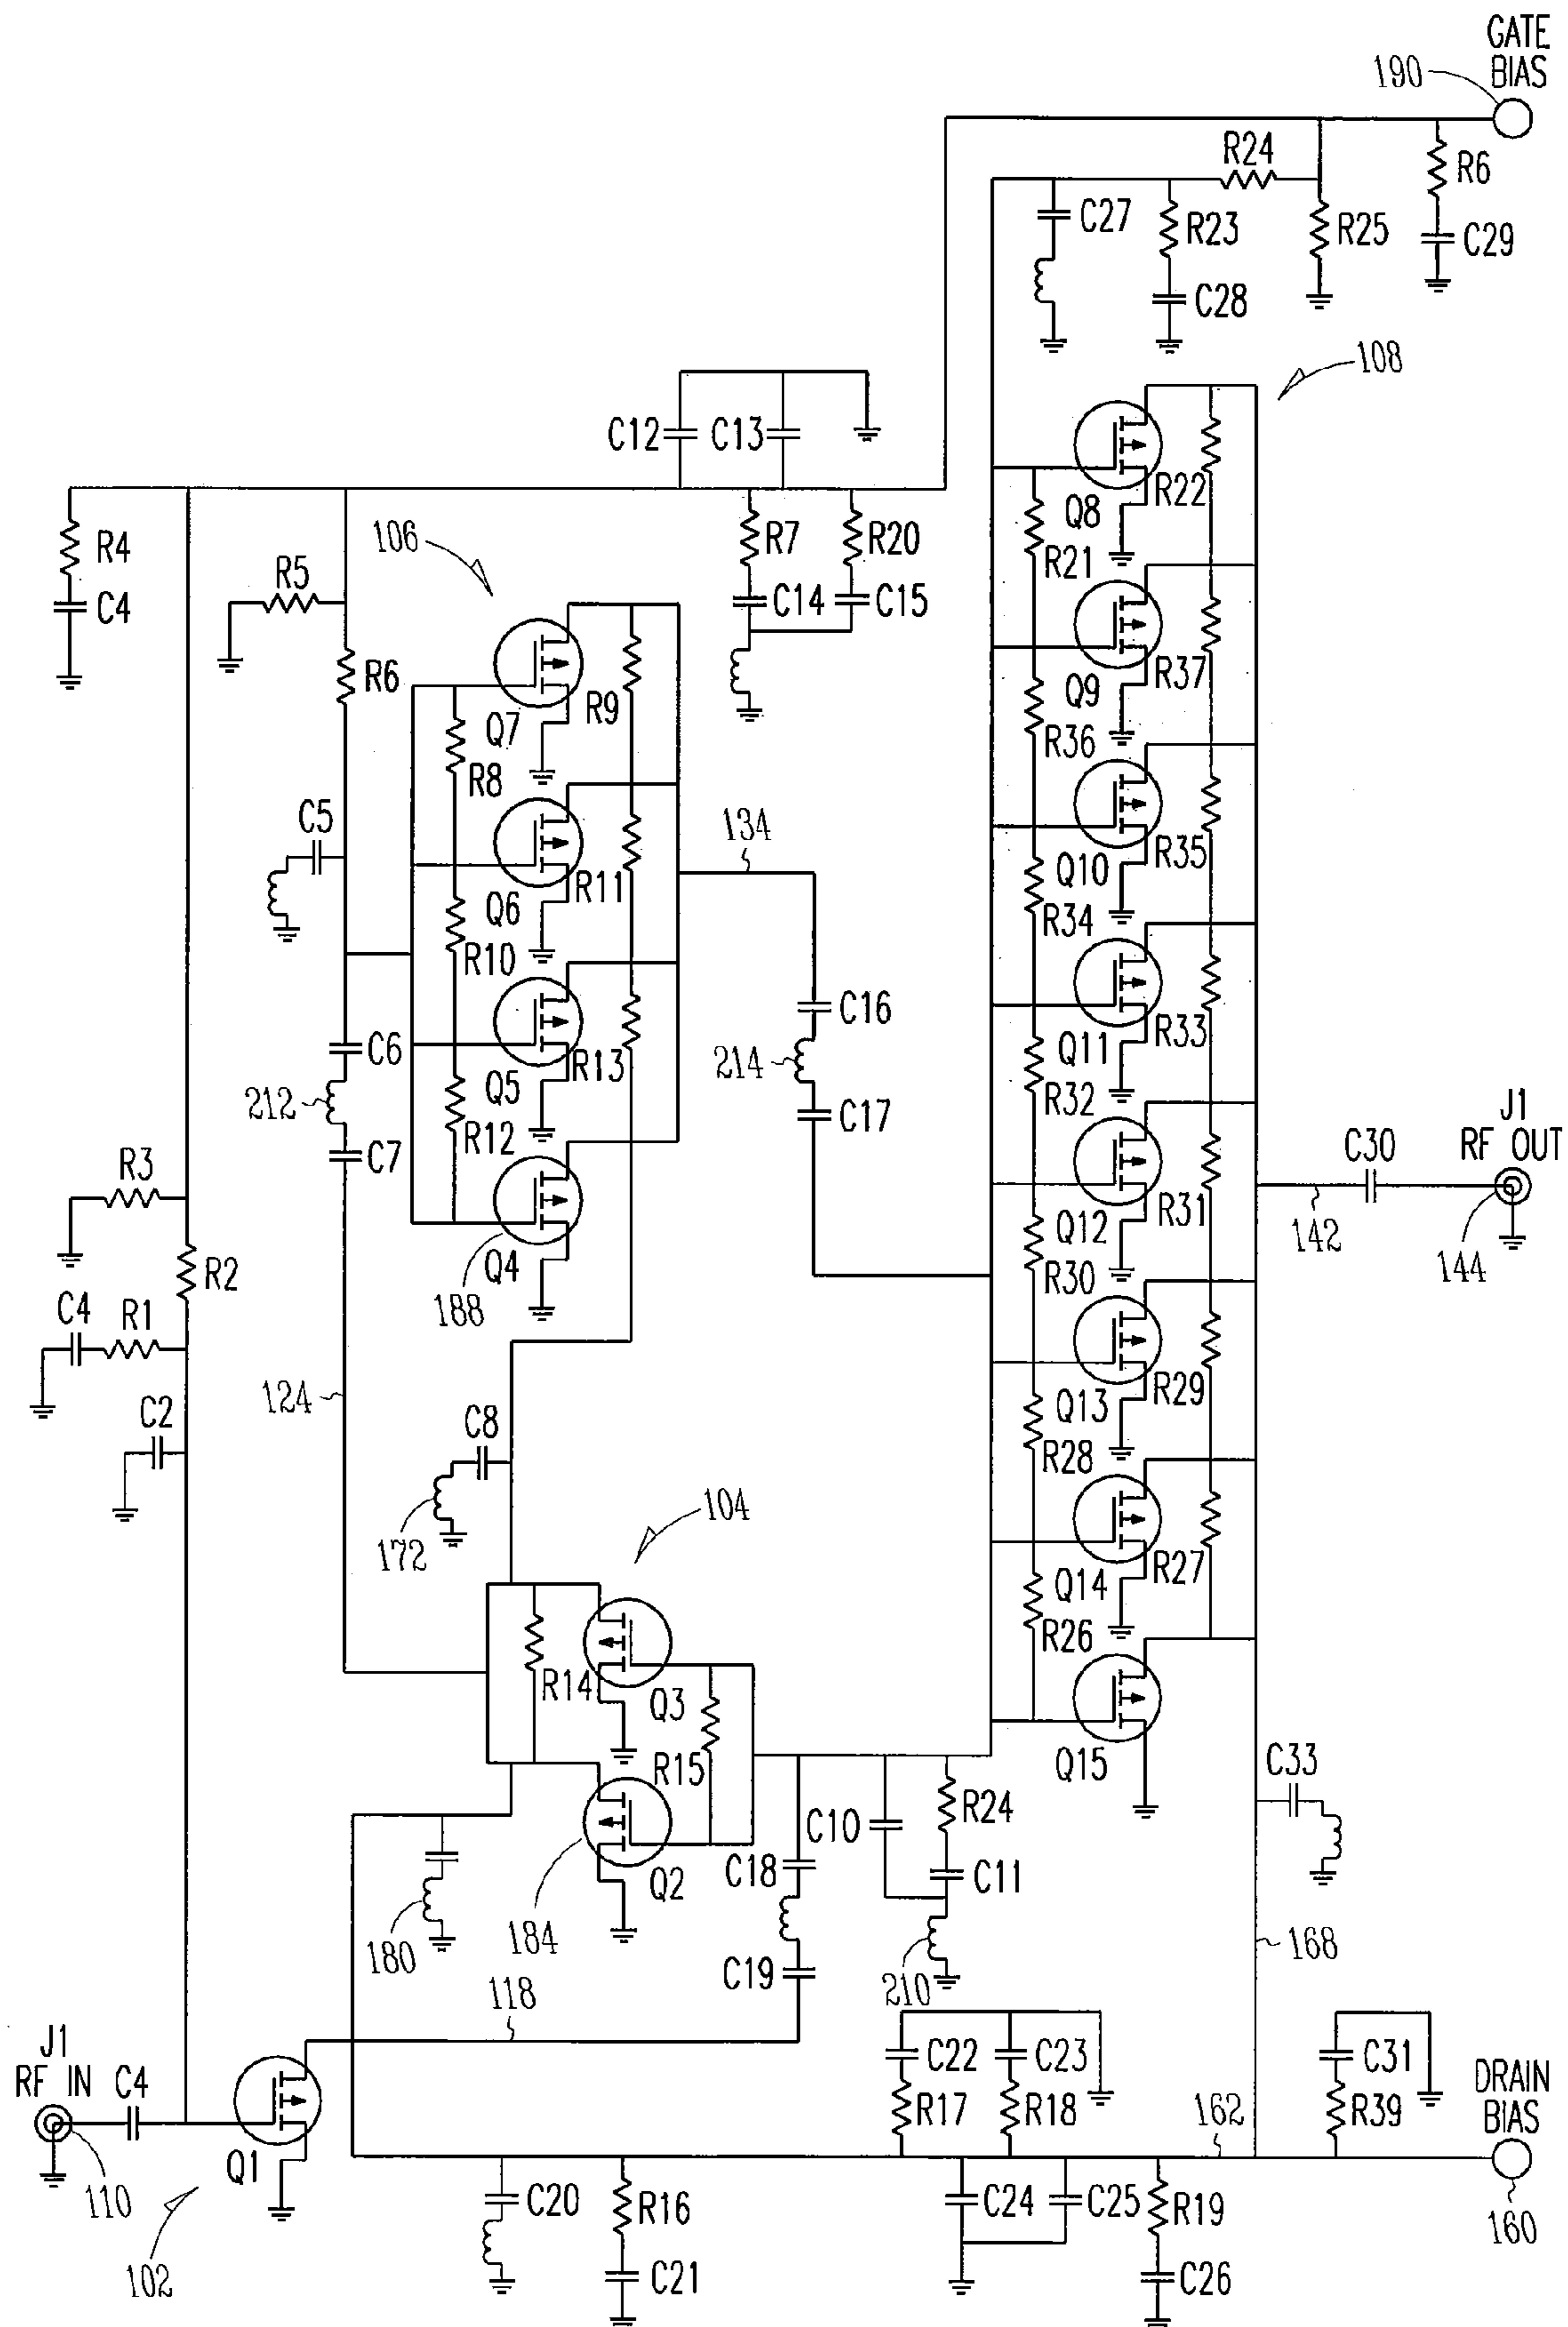 GATE
BIAS
190
R24
R6
C27
R23
R25
C29
C28
108
C12
C13
R4
C4
R5
106
R7
R20
C14
C15
R6
Q7
R9
R8
Q8
R22
R21
Q9
R37
R36
C5
Q6
R11
R10
134
Q10
R35
R34
C6
212
C7
Q5
R13
R12
C16
214
C17
Q11
R33
R32
R3
R2
C4
R1
C2
Q4
188
Q12
R31
R30
C30
J1
RF OUT
142
144
124
C8
172
104
Q13
R29
R28
Q14
R27
R26
R14
Q3
R15
Q15
C33
R24
C10
C18
C11
Q2
184
180
C19
210
168
118
J1
RF IN
C4
Q1
110
102
C22
C23
R17
R18
162
C31
R39
DRAIN
BIAS
160
C20
R16
C21
C24
C25
R19
C26